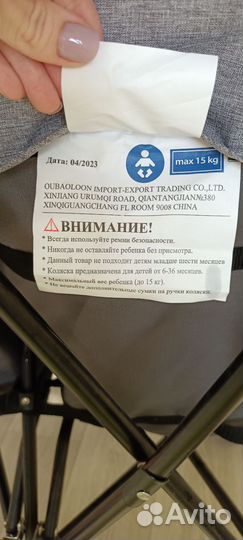 Дата: 04/2023
max 15 kg
OUBAOLOON IMPORT-EXPORT TRADING CO.,LTD.
XINJIANG URUMQI ROAD, QIANTANGJIAN№380
XINQIGUANGCHANG FL ROOM 9008 CHINA
ВНИМАНИЕ!
* Всегда используйте ремни безопасности.
* Никогда не оставляйте ребенка без присмотра.
* Данный товар не подходит детям младше шести месяцев
* Коляска предназначена для детей от 6-36 месяцев.
* Максимальный вес ребенка (до 15 кг).
* Не вешайте дополнительные сумки на ручки коляски.
Avito